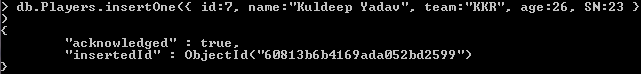 > db.Players.insertOne({ id:7, name:"Kuldeep Yadav", team:"KKR", age:26, SN:23 }
)
{
"acknowledged" : true,
"insertedId" : ObjectId("60813b6b4169ada052bd2599")
}